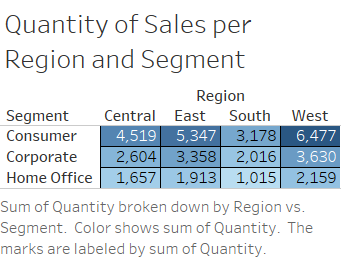 Quantity of Sales per
Region and Segment
Region
Segment Central East South West
Consumer 4,519 5,347 3,178 6,477
Corporate 2,604 3,358 2,016 3,630
Home Office 1,657 1,913 1,015 2,159
Sum of Quantity broken down by Region vs.
Segment. Color shows sum of Quantity. The
marks are labeled by sum of Quantity.